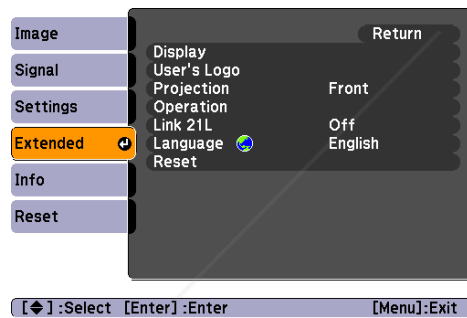 Image
Signal
Settings
Extended
Info
Reset
Return
Display
User's Logo
Projection Front
Operation
Link 21L Off
Language English
Reset
[◆] :Select [Enter] :Enter [Menu]:Exit